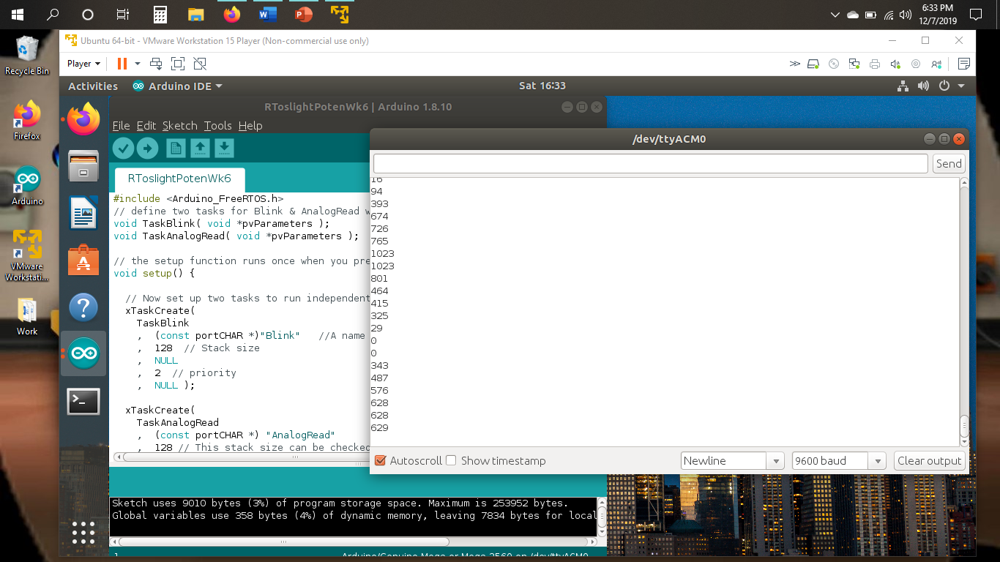 6:33 PM
12/7/2019
Recycle Bin
Firefox
Arduino
VMware
Workstati...
Work
Ubuntu 64-bit - VMware Workstation 15 Player (Non-commercial use only)
Player
Activities
Arduino IDE
Sat 16:33
RToslightPotenWk6 | Arduino 1.8.10
File Edit Sketch Tools Help
RToslightPotenWk6
#include <Arduino_FreeRTOS.h>
// define two tasks for Blink & AnalogRead w
void TaskBlink( void *pvParameters );
void TaskAnalogRead( void *pvParameters );
// the setup function runs once when you pre
void setup() {
// Now set up two tasks to run independent
xTaskCreate(
TaskBlink
, (const portCHAR *)"Blink" //A name
, 128 // Stack size
, NULL
, 2 // priority
, NULL );
xTaskCreate(
TaskAnalogRead
, (const portCHAR *) "AnalogRead"
, 128 // This stack size can be checked
Sketch uses 9010 bytes (3%) of program storage space. Maximum is 253952 bytes.
Global variables use 358 bytes (4%) of dynamic memory, leaving 7834 bytes for local
1
Arduino/Genuino Mega or Mega 2560 on /dev/ttyACM0
/dev/ttyACM0
Send
16
94
393
674
726
765
1023
1023
801
464
415
325
29
0
0
343
487
576
628
628
629
Autoscroll
Show timestamp
Newline
9600 baud
Clear output